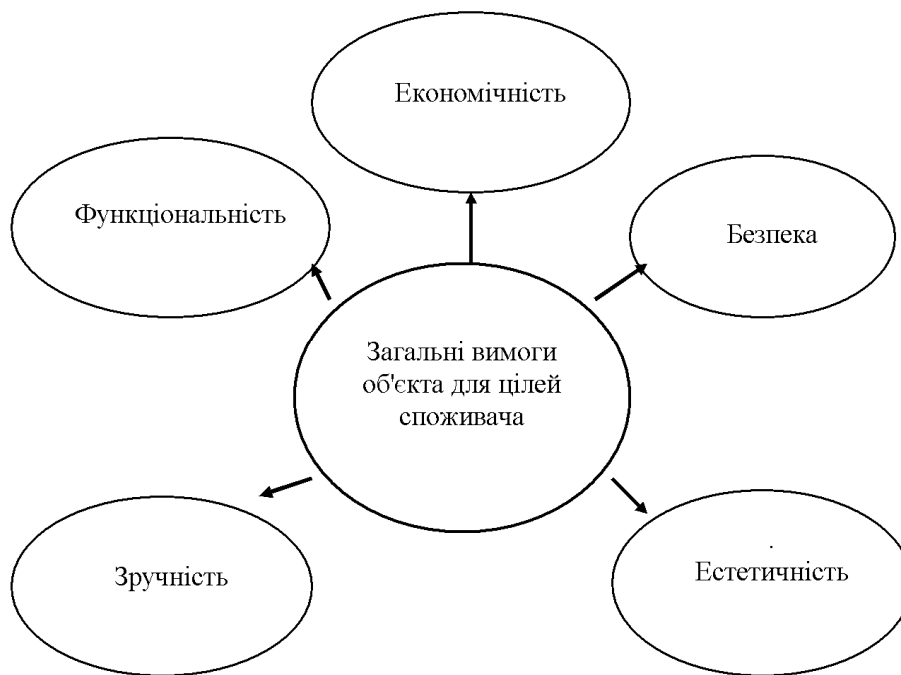 Економічність
Функціональність
Безпека
Загальні вимоги
об'єкта для цілей
споживача
Зручність
Естетичність